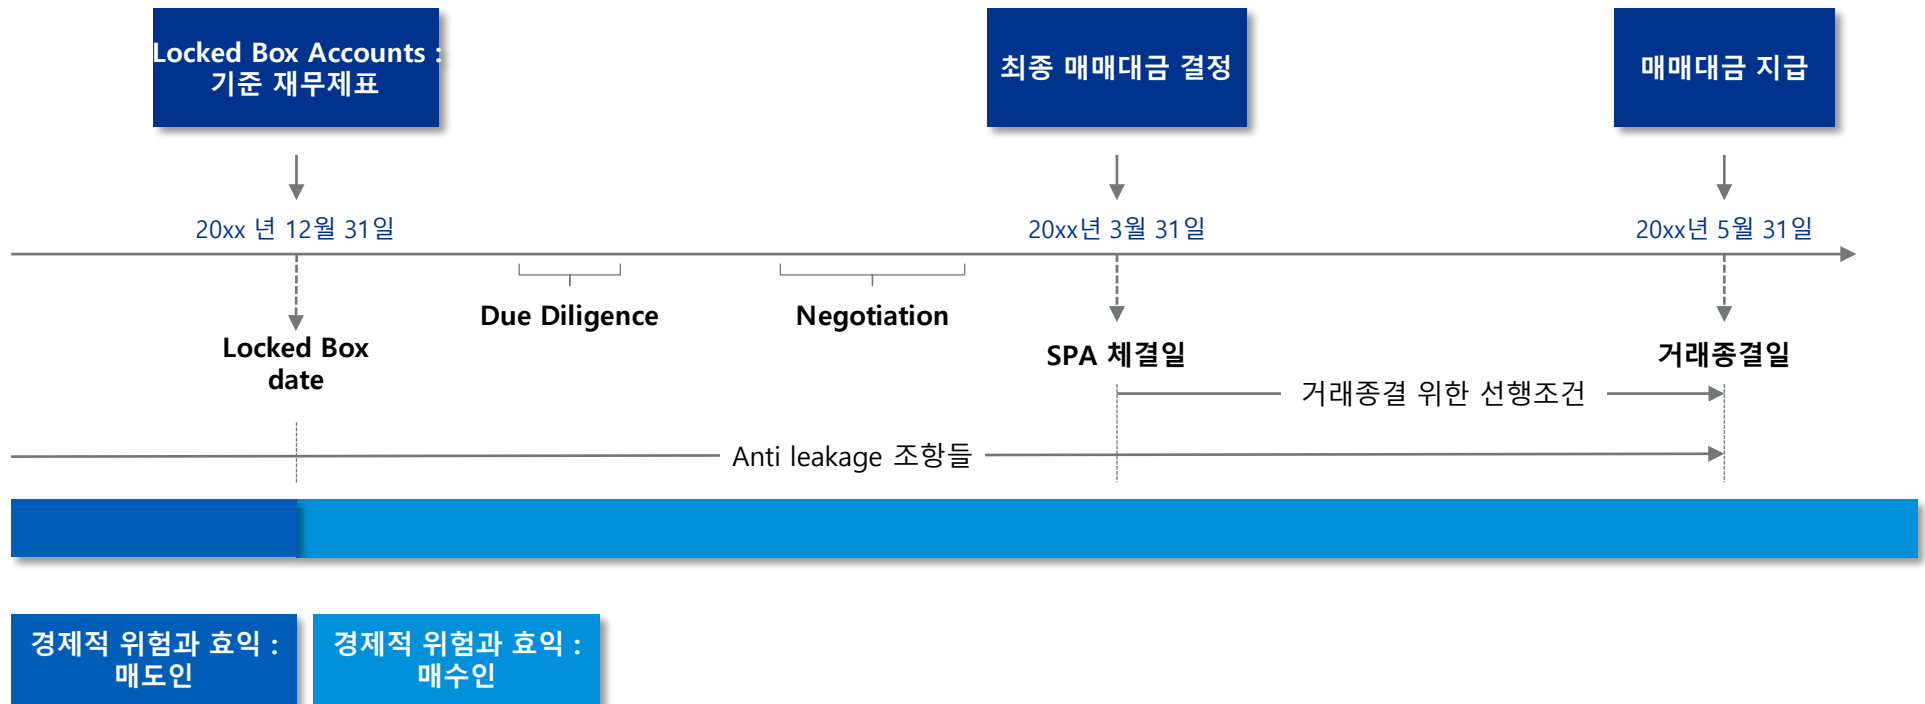 Locked Box Accounts :
기준 재무제표
최종 매매대금 결정
매매대금 지급
20xx 년 12월 31일
20xx년 3월 31일
20xx년 5월 31일
Due Diligence
Negotiation
Locked Box
date
SPA 체결일
거래종결일
거래종결 위한 선행조건
Anti leakage 조항들
경제적 위험과 효익 :
매도인
경제적 위험과 효익 :
매수인